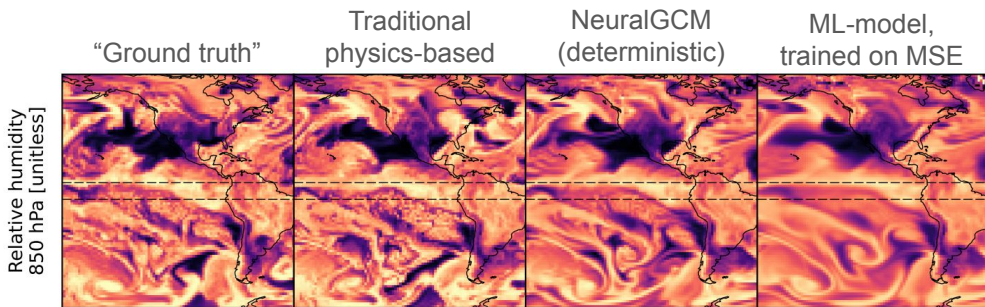 “Ground truth”
Traditional
physics-based
NeuralGCM
(deterministic)
ML-model,
trained on MSE
Relative humidity
850 hPa [unitless]